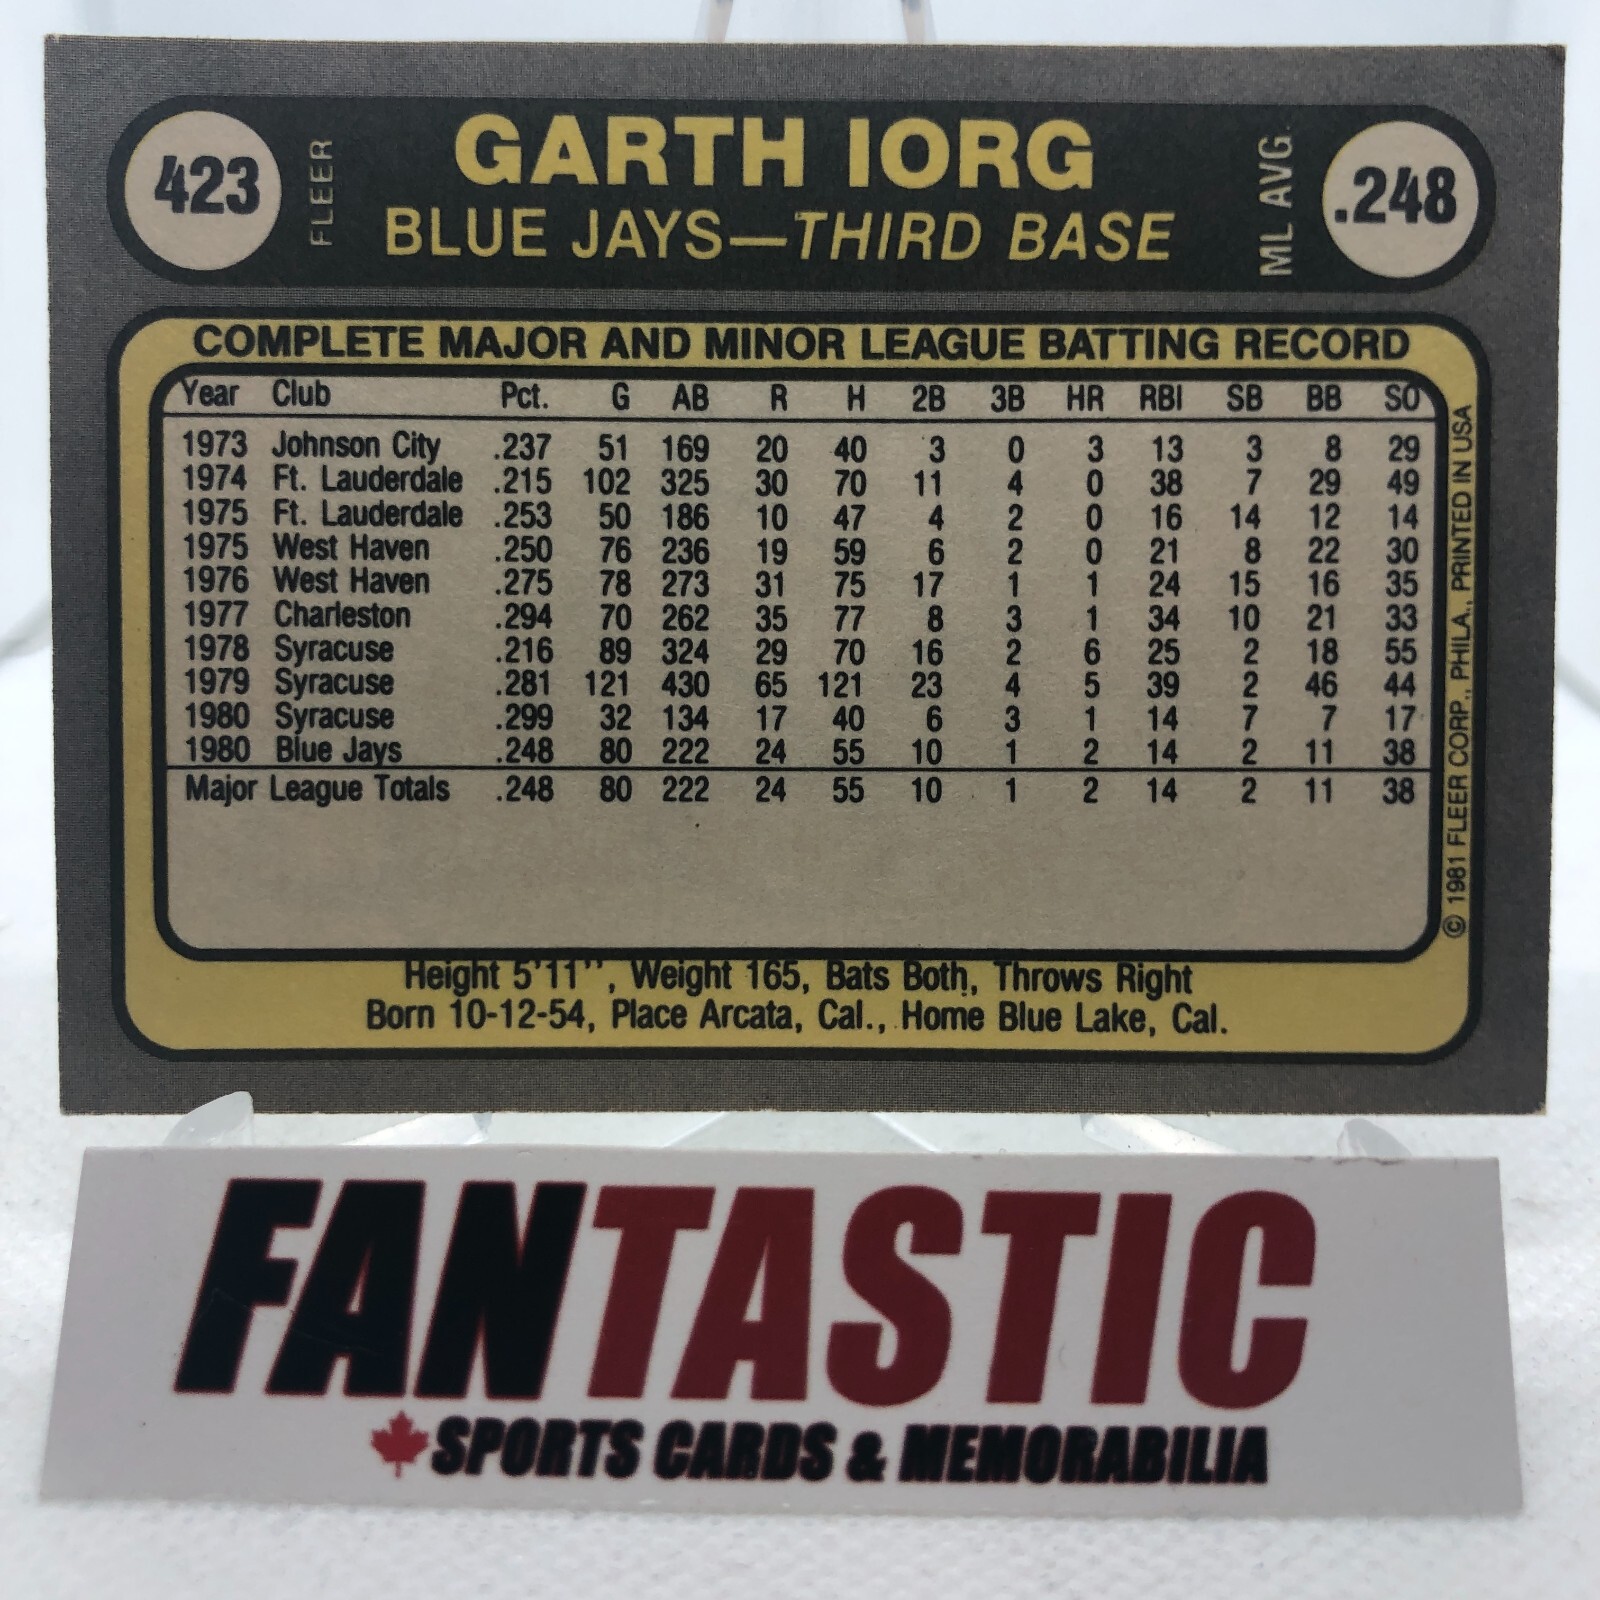 423 FLEER GARTH IORG ML AVG. .248
BLUE JAYS—THIRD BASE
COMPLETE MAJOR AND MINOR LEAGUE BATTING RECORD
Year Club Pct. G AB R H 2B 3B HR RBI SB BB SO
1973 Johnson City .237 51 169 20 40 3 0 3 13 3 8 29
1974 Ft. Lauderdale .215 102 325 30 70 11 4 0 38 7 29 49
1975 Ft. Lauderdale .253 50 186 10 47 4 2 0 16 14 12 14
1975 West Haven .250 76 236 19 59 6 2 0 21 8 22 30
1976 West Haven .275 78 273 31 75 17 1 1 24 15 16 35
1977 Charleston .294 70 262 35 77 8 3 1 34 10 21 33
1978 Syracuse .216 89 324 29 70 16 2 6 25 2 18 55
1979 Syracuse .281 121 430 65 121 23 4 5 39 2 46 44
1980 Syracuse .299 32 134 17 40 6 3 1 14 7 7 17
1980 Blue Jays .248 80 222 24 55 10 1 2 14 2 11 38
Major League Totals .248 80 222 24 55 10 1 2 14 2 11 38
© 1981 FLEER CORP., PHILA., PRINTED IN USA
Height 5'11'', Weight 165, Bats Both, Throws Right
Born 10-12-54, Place Arcata, Cal., Home Blue Lake, Cal.
FANTASTIC
SPORTS CARDS & MEMORABILIA